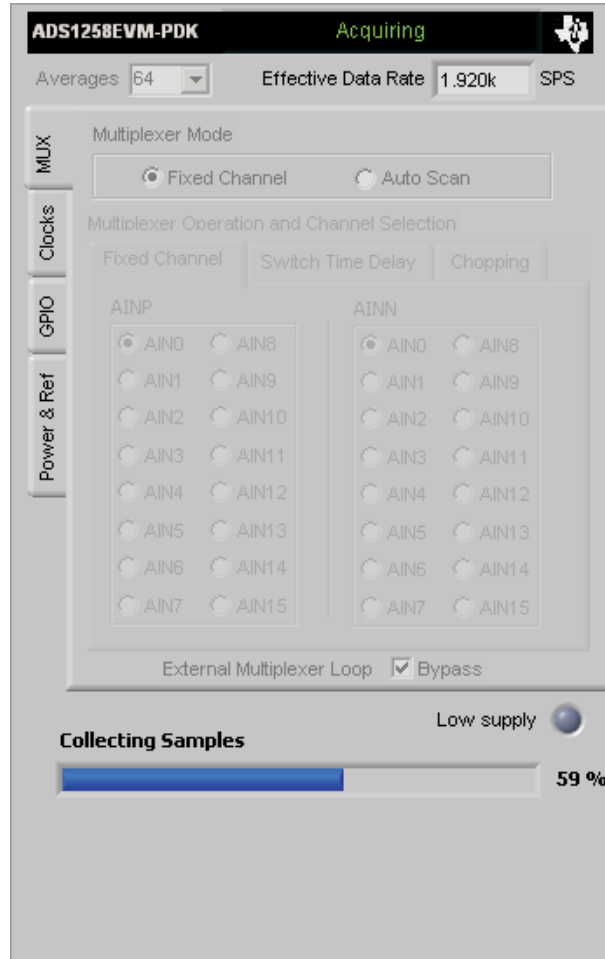 ADS1258EVM-PDK Acquiring
Averages 64 Effective Data Rate 1.920k SPS
MUX
Clocks
GPIO
Power & Ref
Multiplexer Mode
Fixed Channel Auto Scan
Multiplexer Operation and Channel Selection
Fixed Channel Switch Time Delay Chopping
AINP AINN
AIN0 AIN8 AIN0 AIN8
AIN1 AIN9 AIN1 AIN9
AIN2 AIN10 AIN2 AIN10
AIN3 AIN11 AIN3 AIN11
AIN4 AIN12 AIN4 AIN12
AIN5 AIN13 AIN5 AIN13
AIN6 AIN14 AIN6 AIN14
AIN7 AIN15 AIN7 AIN15
External Multiplexer Loop Bypass
Low supply
Collecting Samples
59 %